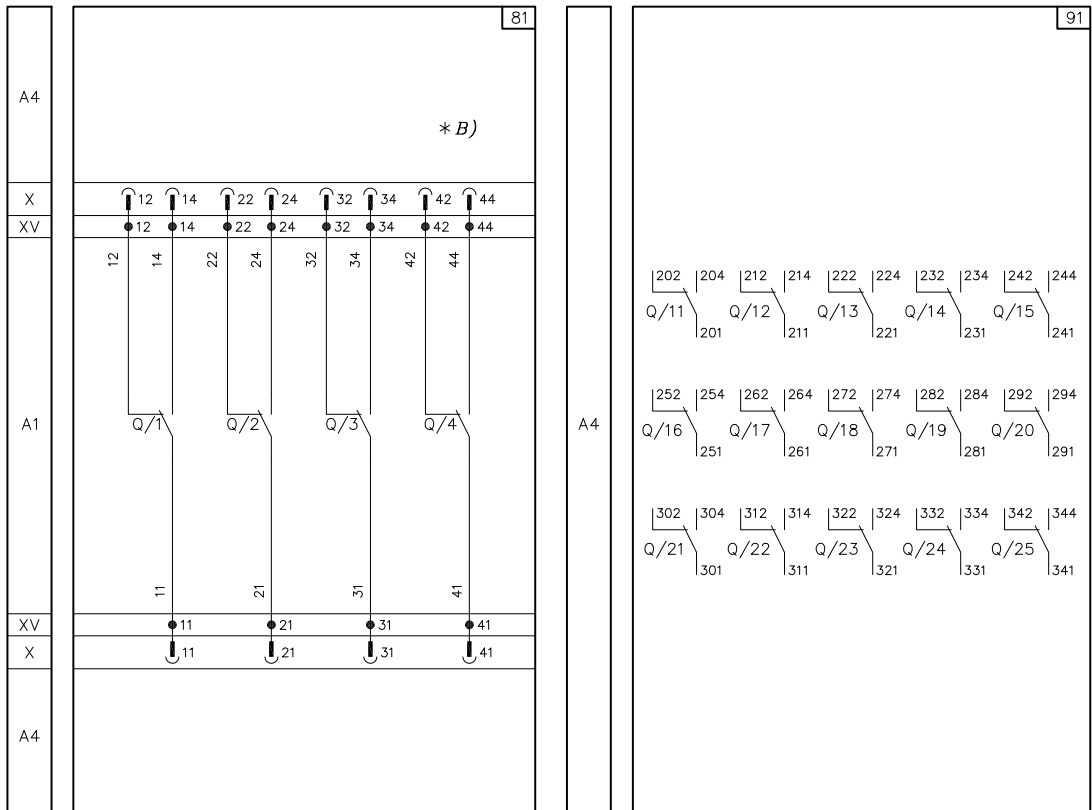 81
A4
* B)
X
12 14 22 24 32 34 42 44
XV
12 14 22 24 32 34 42 44
12 14 22 24 32 34 42 44
A1
Q/1 Q/2 Q/3 Q/4
11 21 31 41
XV
11 21 31 41
X
11 21 31 41
A4
91
A4
202 204 212 214 222 224 232 234 242 244
Q/11 Q/12 Q/13 Q/14 Q/15
201 211 221 231 241
252 254 262 264 272 274 282 284 292 294
Q/16 Q/17 Q/18 Q/19 Q/20
251 261 271 281 291
302 304 312 314 322 324 332 334 342 344
Q/21 Q/22 Q/23 Q/24 Q/25
301 311 321 331 341